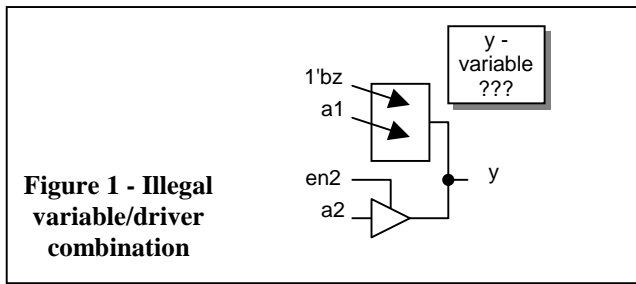 y -
variable
???
1'bz
a1
en2
a2
y
Figure 1 - Illegal
variable/driver
combination